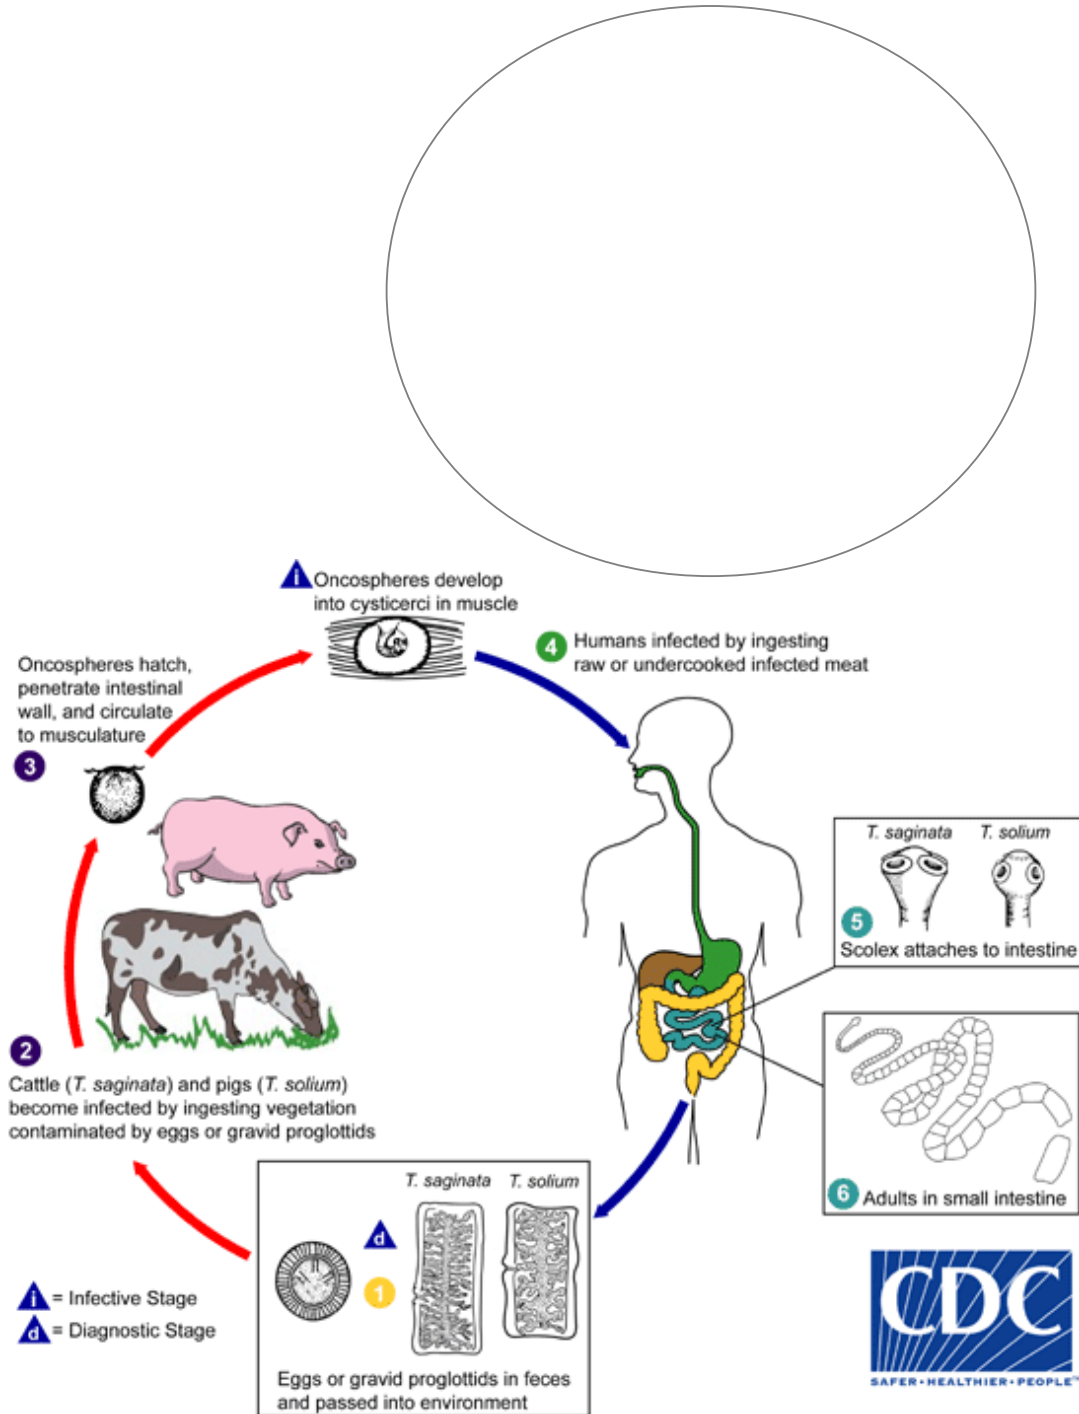 i Oncospheres develop
into cysticerci in muscle
4 Humans infected by ingesting
raw or undercooked infected meat
Oncospheres hatch,
penetrate intestinal
wall, and circulate
to musculature
3
T. saginata T. solium
5
Scolex attaches to intestine
2
Cattle (T. saginata) and pigs (T. solium)
become infected by ingesting vegetation
contaminated by eggs or gravid proglottids
6 Adults in small intestine
T. saginata T. solium
d
1
Eggs or gravid proglottids in feces
and passed into environment
i = Infective Stage
d = Diagnostic Stage
CDC
SAFER•HEALTHIER•PEOPLE™